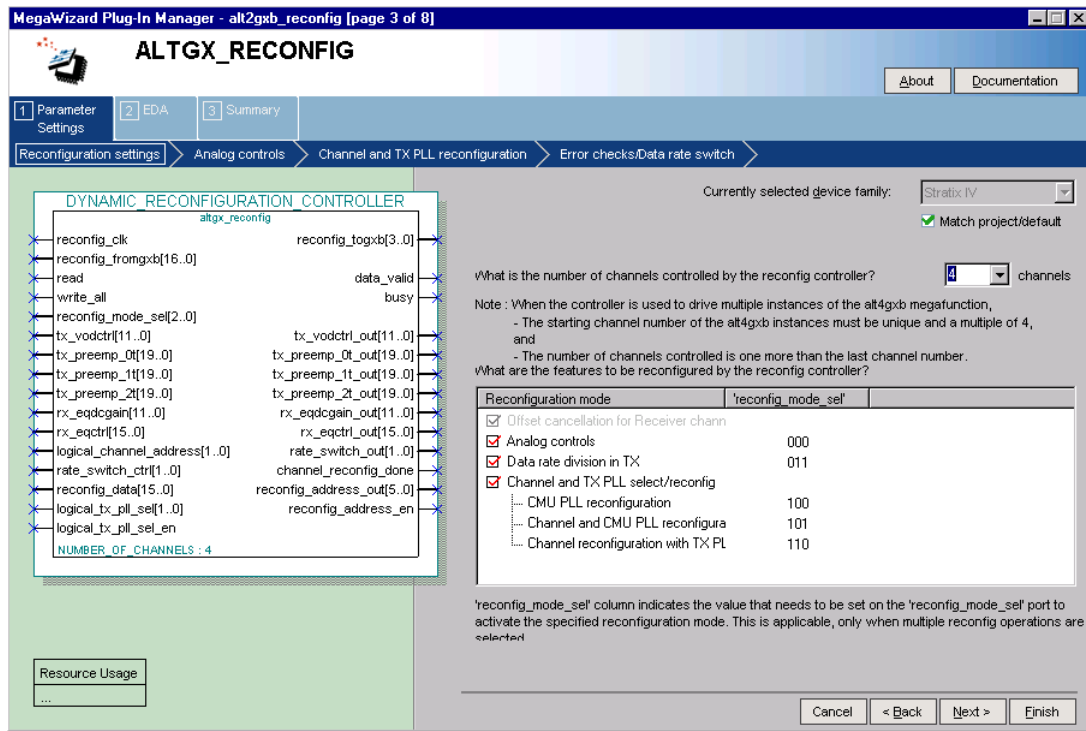 MegaWizard Plug-In Manager - alt2gxb_reconfig [page 3 of 8]
ALTGX_RECONFIG
About
Documentation
1 Parameter Settings
2 EDA
3 Summary
Reconfiguration settings
Analog controls
Channel and TX PLL reconfiguration
Error checks/Data rate switch
DYNAMIC_RECONFIGURATION_CONTROLLER
altgx_reconfig
reconfig_clk
reconfig_togxb[3..0]
reconfig_fromgxb[16..0]
read
data_valid
write_all
busy
reconfig_mode_sel[2..0]
tx_vodctrl[11..0]
tx_vodctrl_out[11..0]
tx_preemp_0t[19..0]
tx_preemp_0t_out[19..0]
tx_preemp_1t[19..0]
tx_preemp_1t_out[19..0]
tx_preemp_2t[19..0]
tx_preemp_2t_out[19..0]
rx_eqdcgain[11..0]
rx_eqdcgain_out[11..0]
rx_eqctrl[15..0]
rx_eqctrl_out[15..0]
logical_channel_address[1..0]
rate_switch_out[1..0]
rate_switch_ctrl[1..0]
channel_reconfig_done
reconfig_data[15..0]
reconfig_address_out[5..0]
logical_tx_pll_sel[1..0]
reconfig_address_en
logical_tx_pll_sel_en
NUMBER_OF_CHANNELS : 4
Resource Usage
...
Currently selected device family:
Stratix IV
Match project/default
What is the number of channels controlled by the reconfig controller?
4
channels
Note : When the controller is used to drive multiple instances of the alt4gxb megafunction,
- The starting channel number of the alt4gxb instances must be unique and a multiple of 4,
and
- The number of channels controlled is one more than the last channel number.
What are the features to be reconfigured by the reconfig controller?
Reconfiguration mode
'reconfig_mode_sel'
Offset cancellation for Receiver chann
Analog controls 000
Data rate division in TX 011
Channel and TX PLL select/reconfig
CMU PLL reconfiguration 100
Channel and CMU PLL reconfigura 101
Channel reconfiguration with TX PL 110
'reconfig_mode_sel' column indicates the value that needs to be set on the 'reconfig_mode_sel' port to
activate the specified reconfiguration mode. This is applicable, only when multiple reconfig operations are
selected
Cancel
< Back
Next >
Finish